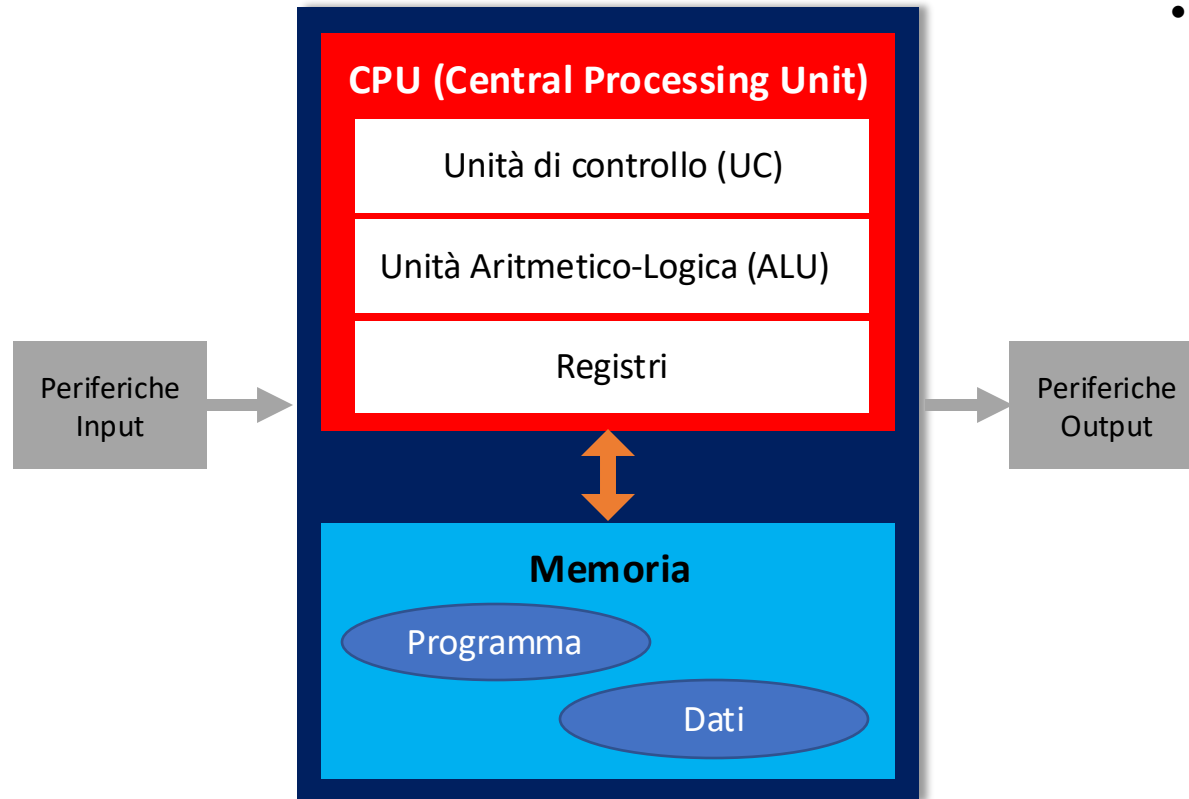 •
CPU (Central Processing Unit)
Unità di controllo (UC)
Unità Aritmetico-Logica (ALU)
Registri
Periferiche
Input
Periferiche
Output
Memoria
Programma
Dati